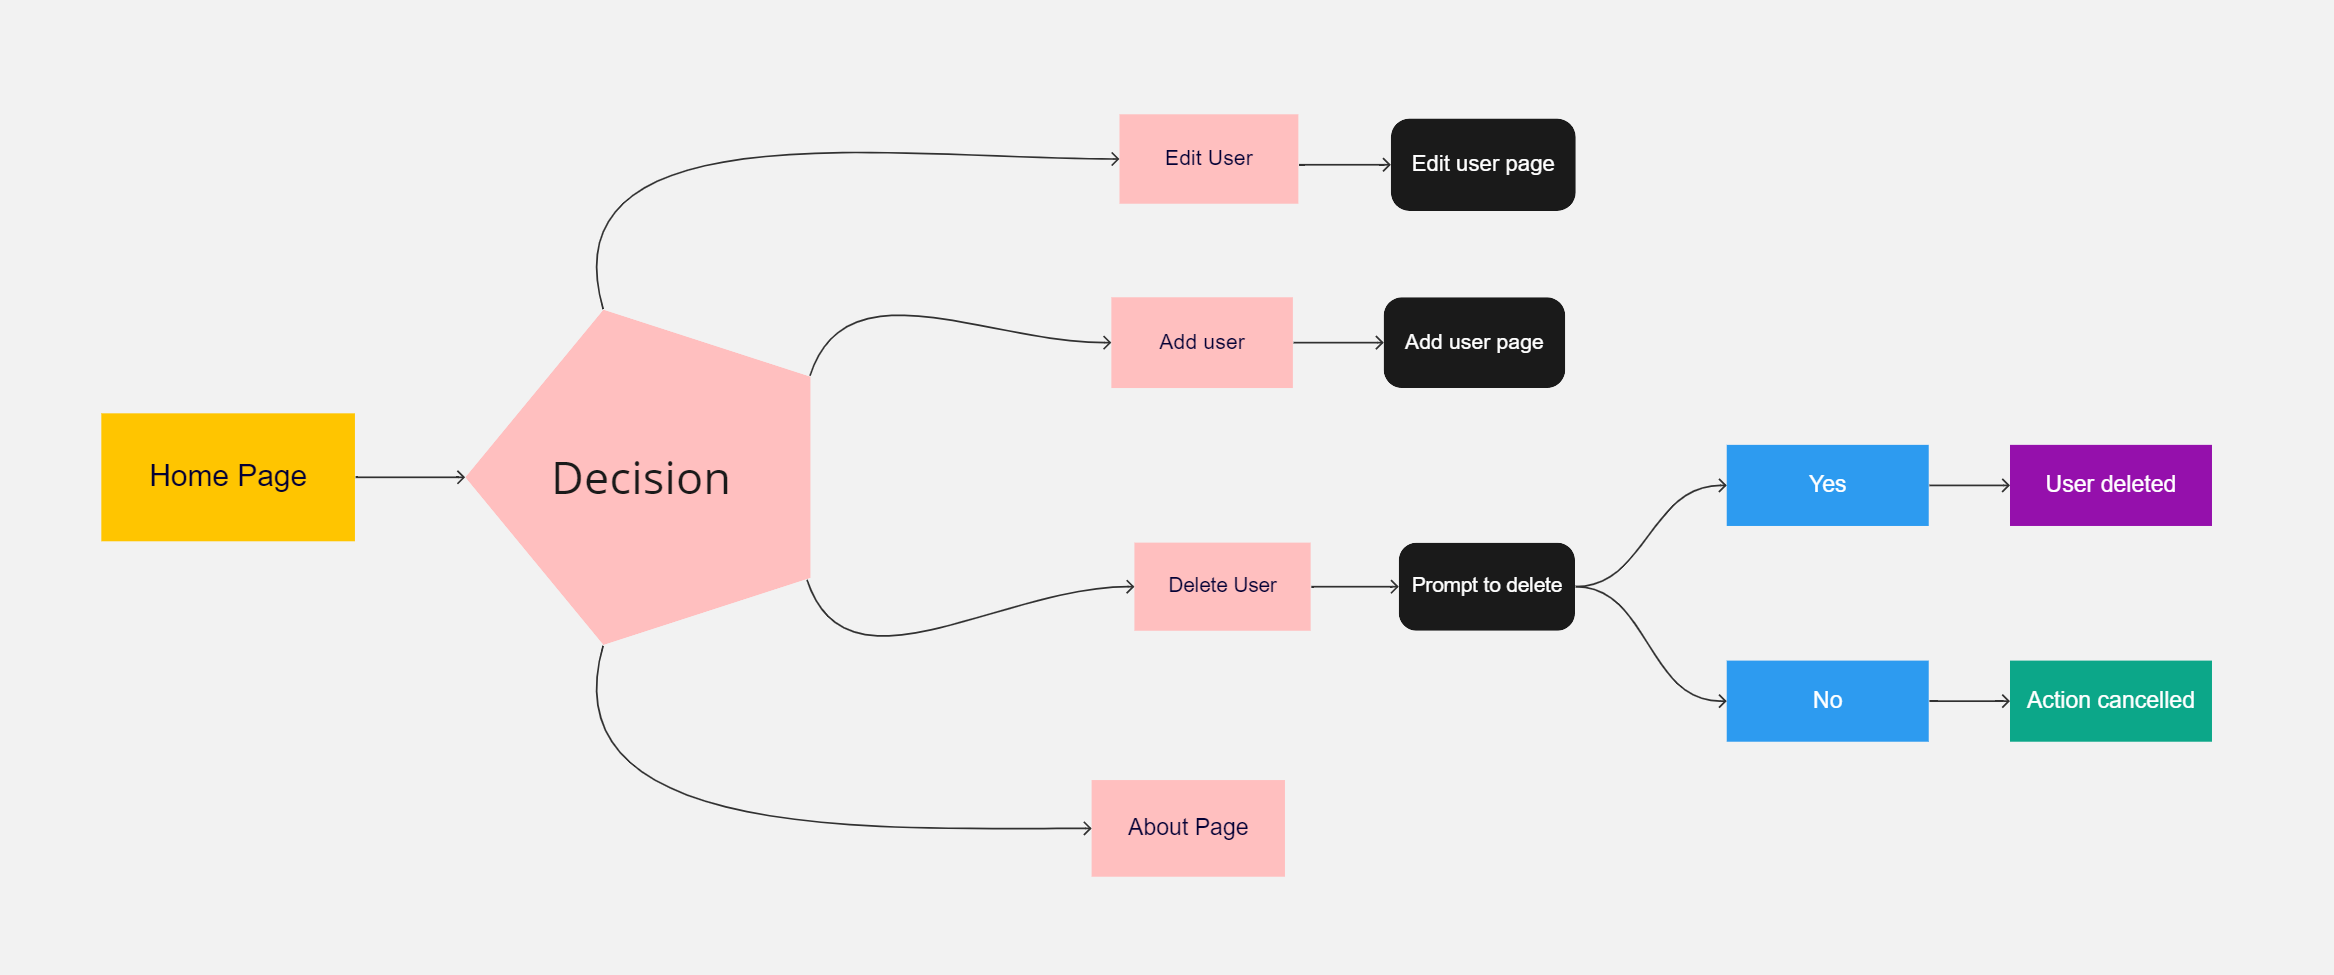 Home Page
Decision
Edit User
Edit user page
Add user
Add user page
Delete User
Prompt to delete
Yes
User deleted
No
Action cancelled
About Page